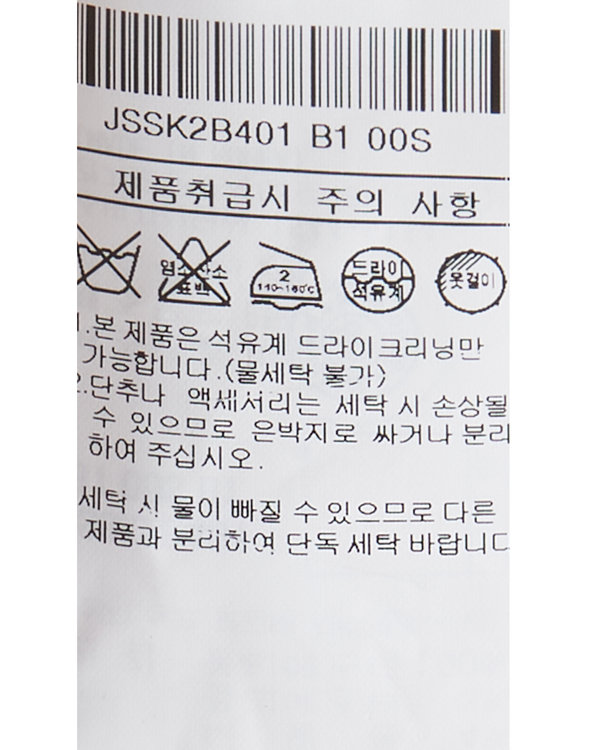 JSSK2B401 B1 00S
제품취급시 주의 사항
염소산소
표백
2
140~160℃
드라이
석유계
옷걸이
1.본 제품은 석유계 드라이크리닝만
가능합니다.(물세탁 불가)
2.단추나 액세서리는 세탁 시 손상될
수 있으므로 은박지로 싸거나 분리
하여 주십시오.
세탁 시 물이 빠질 수 있으므로 다른
제품과 분리하여 단독 세탁 바랍니다